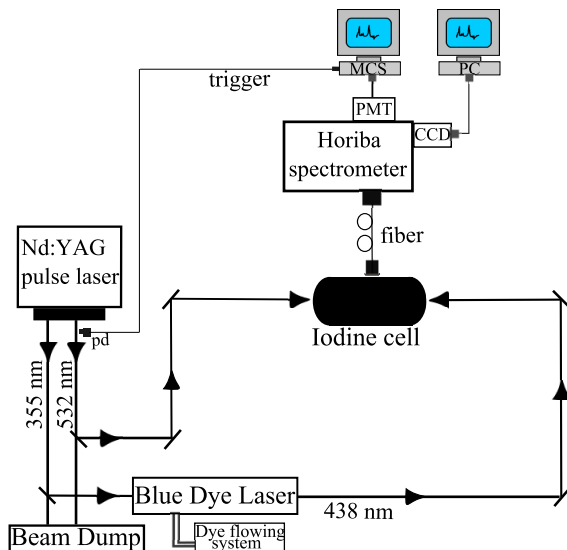 MCS
PC
trigger
PMT
CCD
Horiba
spectrometer
fiber
Nd:YAG
pulse laser
pd
Iodine cell
355 nm
532 nm
Blue Dye Laser
438 nm
Beam Dump
Dye flowing
system